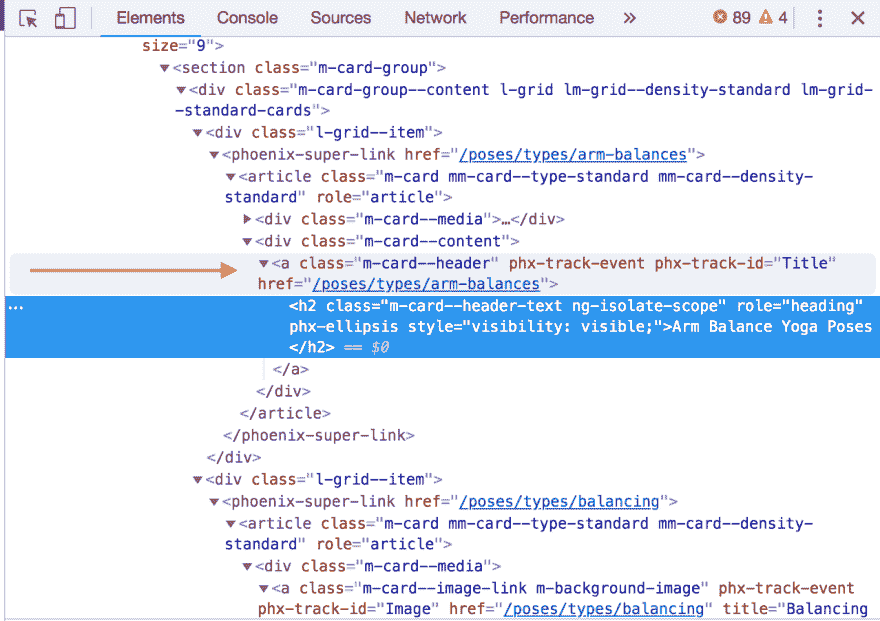 Elements Console Sources Network Performance » 89 4
size="9">
▼<section class="m-card-group">
▼<div class="m-card-group--content l-grid lm-grid--density-standard lm-grid-
-standard-cards">
▼<div class="l-grid--item">
▼<phoenix-super-link href="/poses/types/arm-balances">
▼<article class="m-card mm-card--type-standard mm-card--density-
standard" role="article">
▶<div class="m-card--media">…</div>
▼<div class="m-card--content">
▼<a class="m-card--header" phx-track-event phx-track-id="Title"
href="/poses/types/arm-balances">
… <h2 class="m-card--header-text ng-isolate-scope" role="heading"
phx-ellipsis style="visibility: visible;">Arm Balance Yoga Poses
</h2> == $0
</a>
</div>
</article>
</phoenix-super-link>
</div>
▼<div class="l-grid--item">
▼<phoenix-super-link href="/poses/types/balancing">
▼<article class="m-card mm-card--type-standard mm-card--density-
standard" role="article">
▼<div class="m-card--media">
▼<a class="m-card--image-link m-background-image" phx-track-event
phx-track-id="Image" href="/poses/types/balancing" title="Balancing